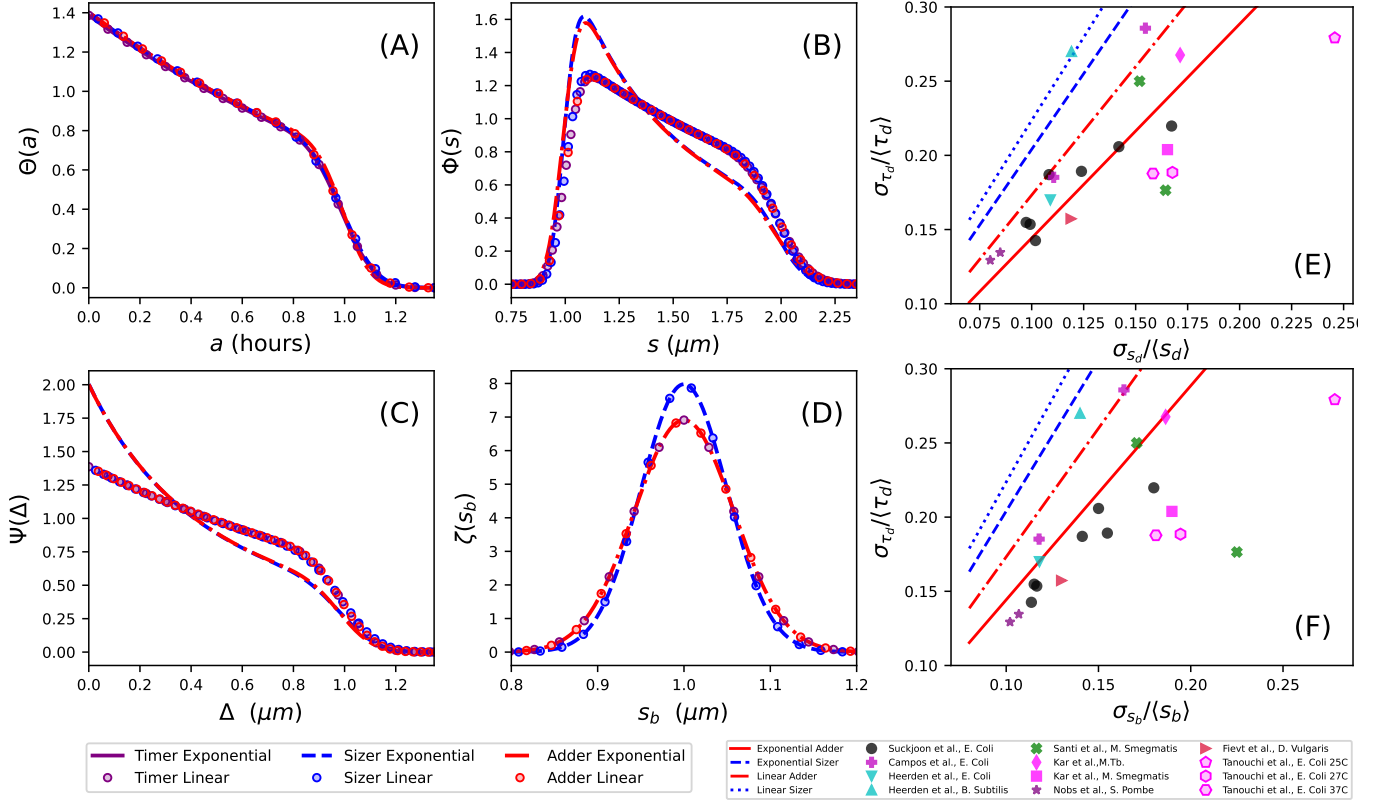 (A)
Θ(a)
1.4
1.2
1.0
0.8
0.6
0.4
0.2
0.0
0.0 0.2 0.4 0.6 0.8 1.0 1.2
a (hours)
(B)
Φ(s)
1.6
1.4
1.2
1.0
0.8
0.6
0.4
0.2
0.0
0.75 1.00 1.25 1.50 1.75 2.00 2.25
s (μm)
(E)
σ_{τ_d}/⟨τ_d⟩
0.30
0.25
0.20
0.15
0.10
0.075 0.100 0.125 0.150 0.175 0.200 0.225 0.250
σ_{s_d}/⟨s_d⟩
(C)
Ψ(Δ)
2.00
1.75
1.50
1.25
1.00
0.75
0.50
0.25
0.00
0.0 0.2 0.4 0.6 0.8 1.0 1.2
Δ (μm)
(D)
ζ(s_b)
8
7
6
5
4
3
2
1
0
0.8 0.9 1.0 1.1 1.2
s_b (μm)
(F)
σ_{τ_d}/⟨τ_d⟩
0.30
0.25
0.20
0.15
0.10
0.10 0.15 0.20 0.25
σ_{s_b}/⟨s_b⟩
Timer Exponential Sizer Exponential Adder Exponential
Timer Linear Sizer Linear Adder Linear
Exponential Adder Suckjoon et al., E. Coli Santi et al., M. Smegmatis Fievt et al., D. Vulgaris
Exponential Sizer Campos et al., E. Coli Kar et al.,M.Tb. Tanouchi et al., E. Coli 25C
Linear Adder Heerden et al., E. Coli Kar et al., M. Smegmatis Tanouchi et al., E. Coli 27C
Linear Sizer Heerden et al., B. Subtilis Nobs et al., S. Pombe Tanouchi et al., E. Coli 37C